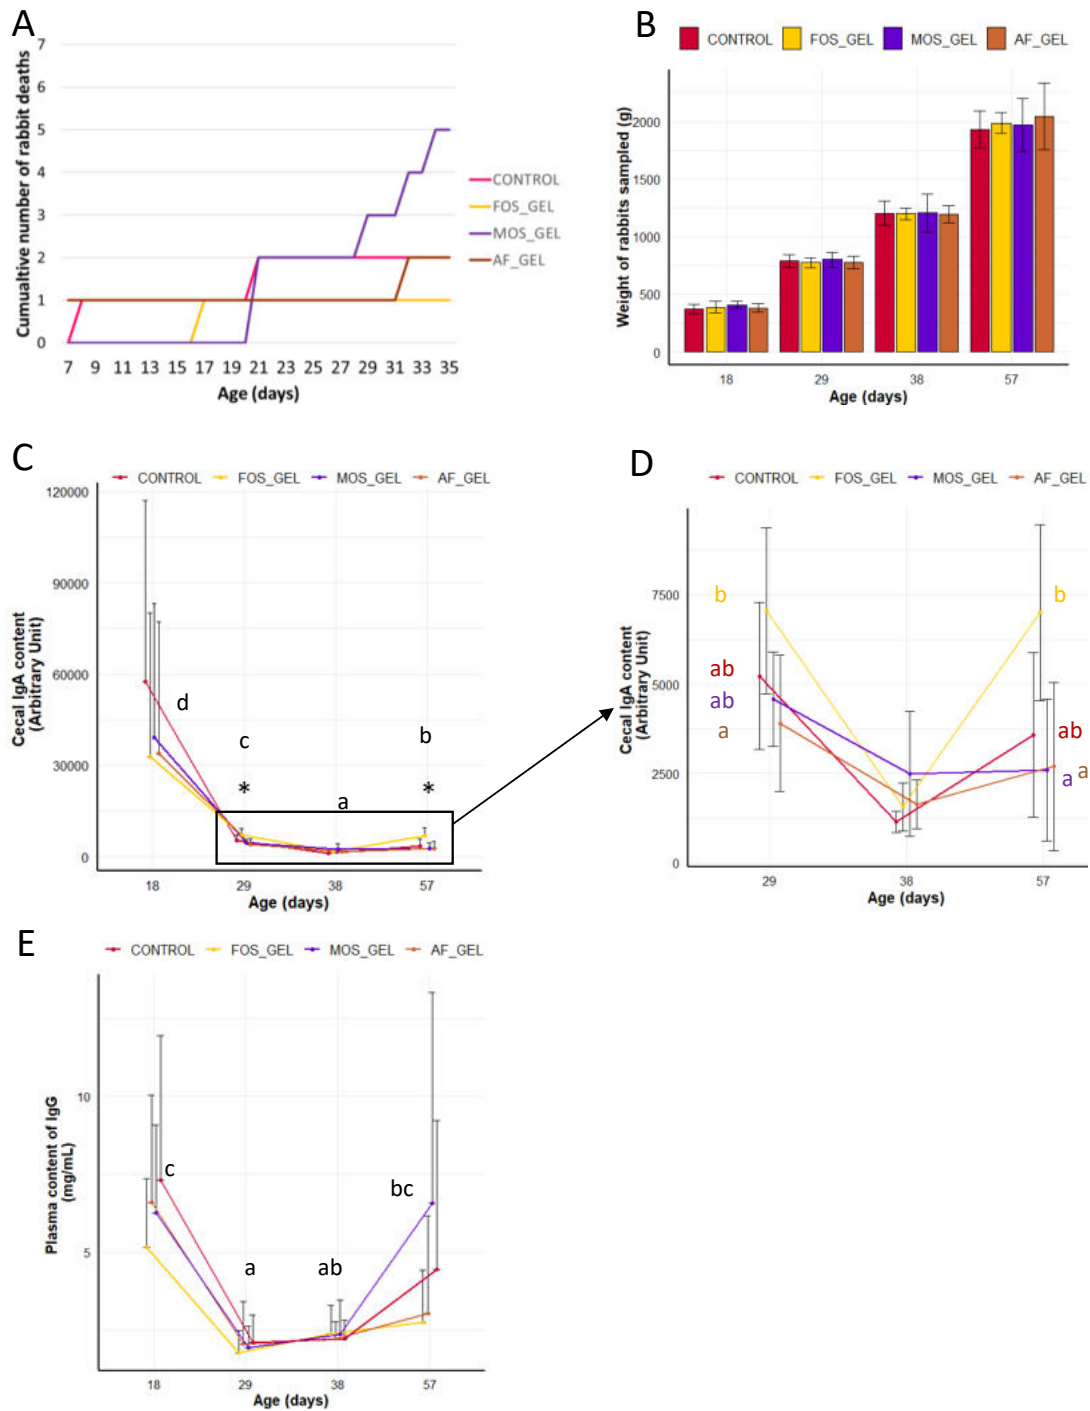 A
Cumualtive number of rabbit deaths
7
6
5
4
3
2
1
0
7 9 11 13 15 17 19 21 23 25 27 29 31 33 35
Age (days)
CONTROL
FOS_GEL
MOS_GEL
AF_GEL
B
CONTROL FOS_GEL MOS_GEL AF_GEL
Weight of rabbits sampled (g)
2000
1500
1000
500
0
18 29 38 57
Age (days)
C
CONTROL FOS_GEL MOS_GEL AF_GEL
Cecal IgA content
(Arbitrary Unit)
120000
90000
60000
30000
0
d
c
b
* *
a
18 29 38 57
Age (days)
D
CONTROL FOS_GEL MOS_GEL AF_GEL
Cecal IgA content
(Arbitrary Unit)
7500
5000
2500
0
b b
ab
ab
a
ab
a a
29 38 57
Age (days)
E
CONTROL FOS_GEL MOS_GEL AF_GEL
Plasma content of IgG
(mg/mL)
10
5
c
bc
a ab
18 29 38 57
Age (days)